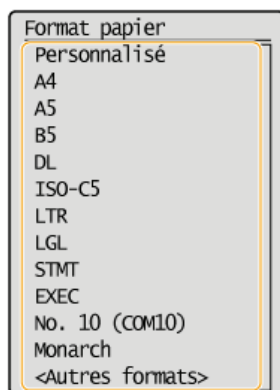 Format papier
Personnalisé
A4
A5
B5
DL
ISO-C5
LTR
LGL
STMT
EXEC
No. 10 (COM10)
Monarch
<Autres formats>